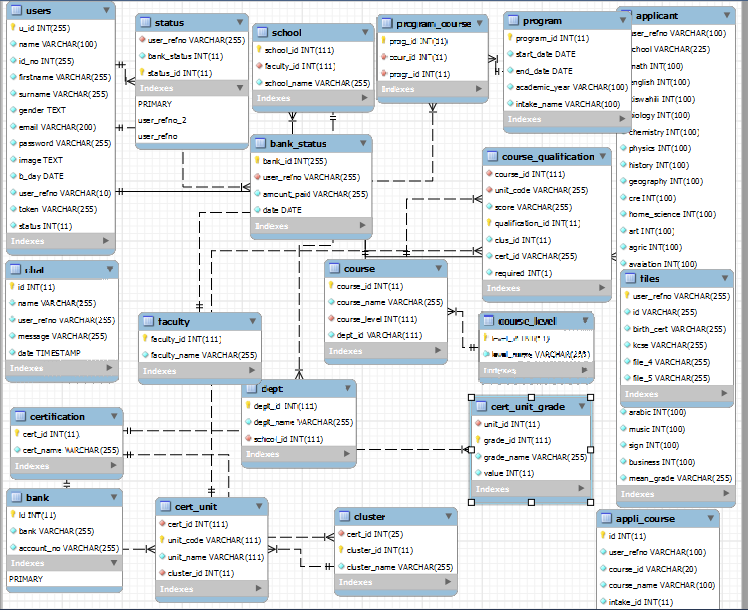 users
u_id INT(255)
name VARCHAR(100)
id_no INT(255)
firstname VARCHAR(255)
surname VARCHAR(255)
gender TEXT
email VARCHAR(200)
password VARCHAR(255)
image TEXT
b_day DATE
user_refno VARCHAR(10)
token VARCHAR(255)
status INT(11)
Indexes
status
user_refno VARCHAR(255)
bank_status INT(11)
status_id INT(11)
Indexes
PRIMARY
user_refno_2
user_refno
school
school_id INT(111)
faculty_id INT(111)
school_name VARCHAR(255)
Indexes
program_course
prog_id INT(11)
cour_id INT(11)
progr_id INT(11)
Indexes
program
program_id INT(11)
start_date DATE
end_date DATE
academic_year VARCHAR(100)
intake_name VARCHAR(100)
Indexes
applicant
user_refno VARCHAR(100)
school VARCHAR(225)
math INT(100)
english INT(100)
kiswahili INT(100)
biology INT(100)
chemistry INT(100)
physics INT(100)
history INT(100)
geography INT(100)
cre INT(100)
home_science INT(100)
art INT(100)
agric INT(100)
avaiation INT(100)
bank_status
bank_id INT(255)
user_refno VARCHAR(255)
amount_paid VARCHAR(255)
date DATE
Indexes
course_qualification
course_id INT(111)
unit_code VARCHAR(255)
score VARCHAR(255)
qualification_id INT(11)
clus_id INT(11)
cert_id VARCHAR(255)
required INT(1)
Indexes
chat
id INT(11)
name VARCHAR(255)
user_refno VARCHAR(255)
message VARCHAR(255)
date TIMESTAMP
Indexes
course
course_id INT(111)
course_name VARCHAR(255)
course_level INT(111)
dept_id VARCHAR(111)
Indexes
files
user_refno VARCHAR(255)
id VARCHAR(255)
birth_cert VARCHAR(255)
kcse VARCHAR(255)
file_4 VARCHAR(255)
file_5 VARCHAR(255)
Indexes
arabic INT(100)
music INT(100)
sign INT(100)
business INT(100)
mean_grade VARCHAR(255)
Indexes
faculty
faculty_id INT(111)
faculty_name VARCHAR(255)
Indexes
course_level
level_id INT(11)
level_name VARCHAR(255)
Indexes
dept
dept_id INT(111)
dept_name VARCHAR(255)
school_id INT(111)
Indexes
cert_unit_grade
unit_id INT(11)
grade_id INT(111)
grade_name VARCHAR(255)
value INT(11)
Indexes
certification
cert_id INT(11)
cert_name VARCHAR(255)
Indexes
bank
id INT(11)
bank VARCHAR(255)
account_no VARCHAR(255)
Indexes
PRIMARY
cert_unit
cert_id INT(111)
unit_code VARCHAR(111)
unit_name VARCHAR(111)
cluster_id INT(11)
Indexes
cluster
cert_id INT(25)
cluster_id INT(11)
cluster_name VARCHAR(255)
Indexes
appli_course
id INT(11)
user_refno VARCHAR(100)
course_id VARCHAR(20)
course_name VARCHAR(100)
intake_id INT(11)